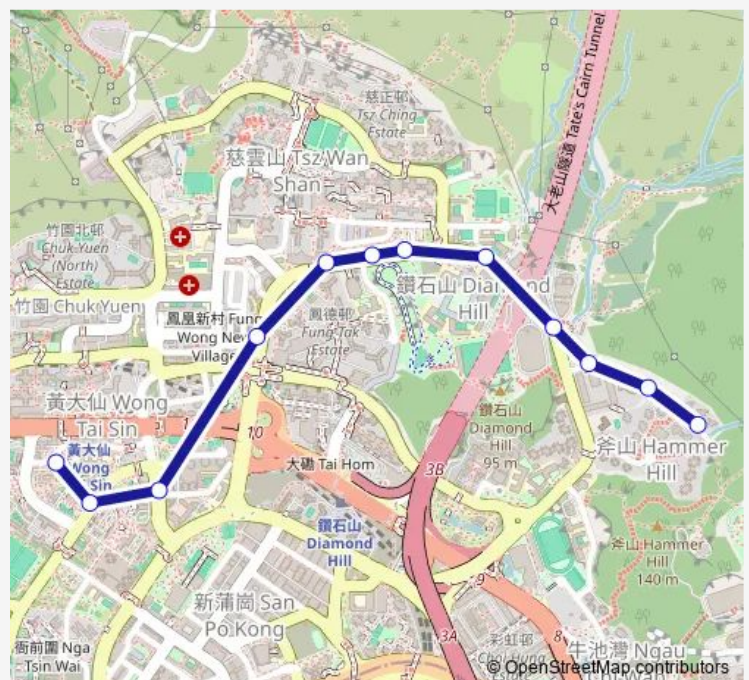 慈正邨
Tsz Ching
Estate
大老山隧道 Tate's Cairn Tunnel
慈雲山 Tsz Wan
Shan
竹園北邨
Chuk Yuen
(North)
Estate
竹園 Chuk Yuen
鑽石山 Diamond
Hill
鳳凰新村 Fung
Wong New
Village
鳳德邨
Fung Tak
Estate
黃大仙 Wong
Tai Sin
1
10
黃大仙
Wong
Sin
大磡 Tai Hom
3B
鑽石山
Diamond
Hill
95 m
斧山 Hammer
Hill
鑽石山
Diamond
Hill
斧山 Hammer
Hill
140 m
新蒲崗 San
Po Kong
9
8
3A
衙前圍 Nga
Tsin Wai
彩虹邨
牛池灣 Ngau
© OpenStreetMap contributors